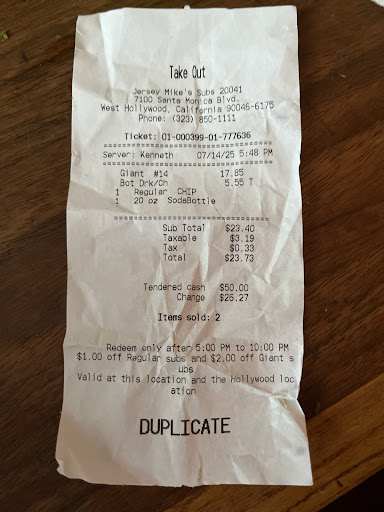 Take Out
Jersey Mike's Subs 20041
7100 Santa Monica Blvd.
West Hollywood, California 90046-6175
Phone: (323) 850-1111
Ticket: 01-000399-01-777636
==============================
Server: Kenneth 07/14/25 5:48 PM
==============================
Giant #14 17.85
Bot Drk/Ch 5.55 T
1 Regular CHIP
1 20 oz SodaBottle
==============================
Sub Total $23.40
Taxable $3.19
Tax $0.33
Total $23.73
Tendered cash $50.00
Change $26.27
Items sold: 2
Redeem only after 5:00 PM to 10:00 PM
$1.00 off Regular subs and $2.00 off Giant s
ubs
Valid at this location and the Hollywood loc
ation
DUPLICATE